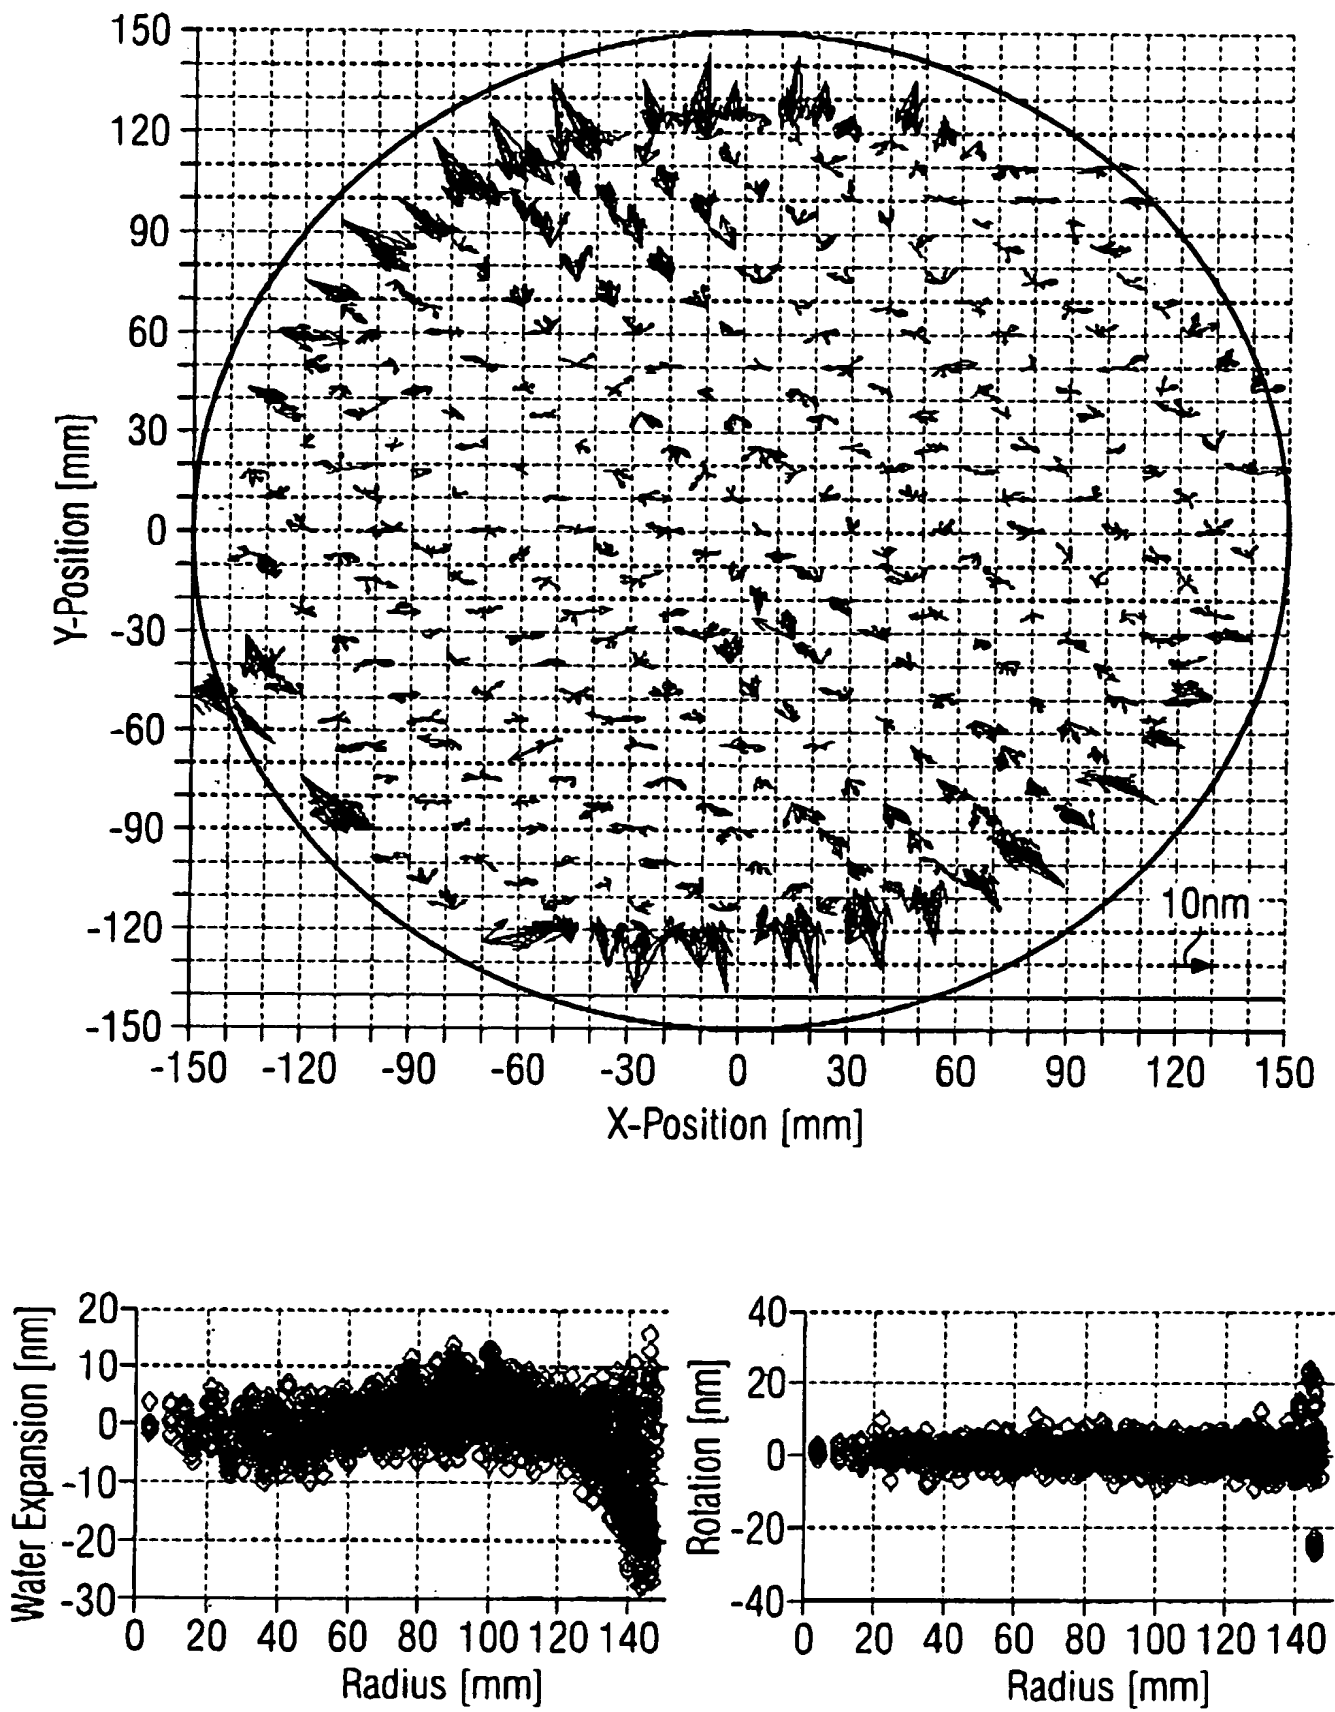 150
120
90
60
30
0
-30
-60
-90
-120
-150
Y-Position [mm]
10nm
-150 -120 -90 -60 -30 0 30 60 90 120 150
X-Position [mm]
20
10
0
-10
-20
-30
Wafer Expansion [nm]
0 20 40 60 80 100 120 140
Radius [mm]
40
20
0
-20
-40
Rotation [nm]
0 20 40 60 80 100 120 140
Radius [mm]